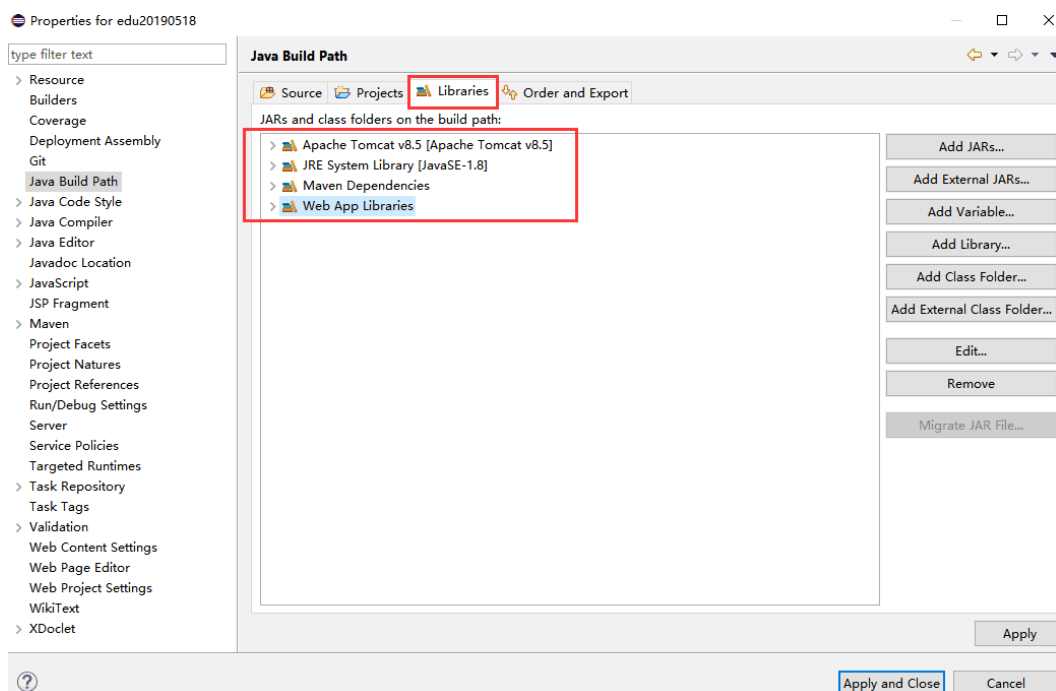 Properties for edu20190518
type filter text
Resource
Builders
Coverage
Deployment Assembly
Git
Java Build Path
Java Code Style
Java Compiler
Java Editor
Javadoc Location
JavaScript
JSP Fragment
Maven
Project Facets
Project Natures
Project References
Run/Debug Settings
Server
Service Policies
Targeted Runtimes
Task Repository
Task Tags
Validation
Web Content Settings
Web Page Editor
Web Project Settings
WikiText
XDoclet
Java Build Path
Source Projects Libraries Order and Export
JARs and class folders on the build path:
Apache Tomcat v8.5 [Apache Tomcat v8.5]
JRE System Library [JavaSE-1.8]
Maven Dependencies
Web App Libraries
Add JARs...
Add External JARs...
Add Variable...
Add Library...
Add Class Folder...
Add External Class Folder...
Edit...
Remove
Migrate JAR File...
Apply
Apply and Close Cancel